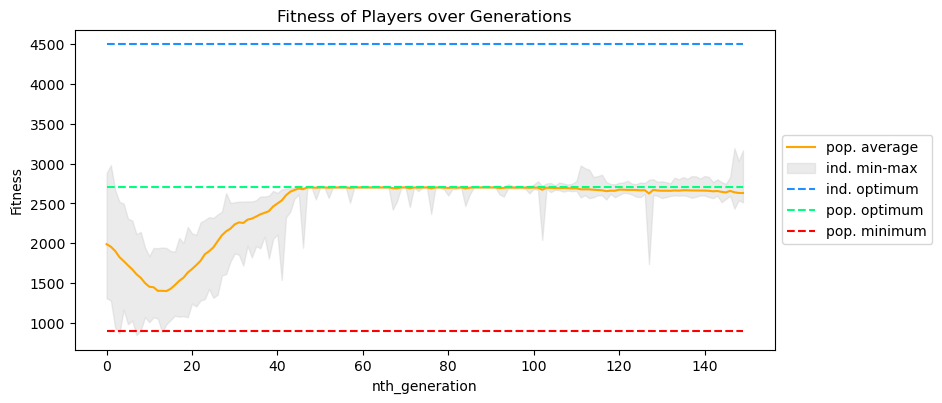 Fitness of Players over Generations
Fitness
4500
4000
3500
3000
2500
2000
1500
1000
0
20
40
60
80
100
120
140
nth_generation
pop. average
ind. min-max
ind. optimum
pop. optimum
pop. minimum